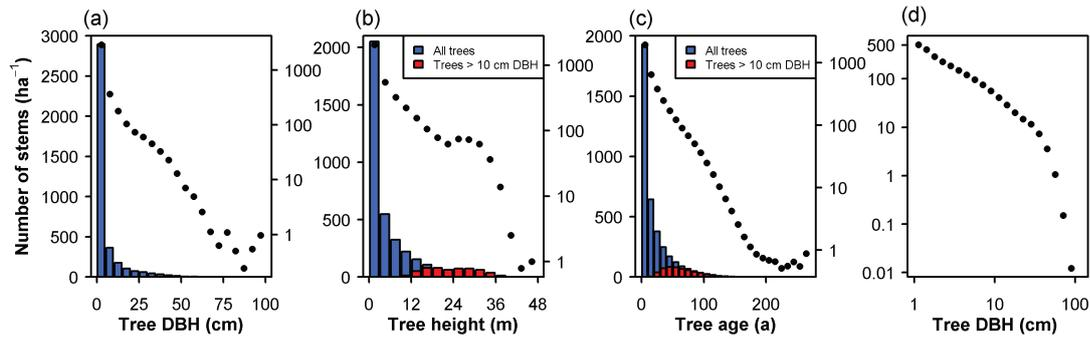 (a)
Number of stems (ha⁻¹)
3000
2500
2000
1500
1000
500
0
1000
100
10
1
0 25 50 75 100
Tree DBH (cm)
(b)
All trees
Trees > 10 cm DBH
2000
1500
1000
500
0
1000
100
10
1
0 12 24 36 48
Tree height (m)
(c)
All trees
Trees > 10 cm DBH
2000
1500
1000
500
0
1000
100
10
1
0 100 200
Tree age (a)
(d)
500
100
10
1
0.1
0.01
1 10 100
Tree DBH (cm)